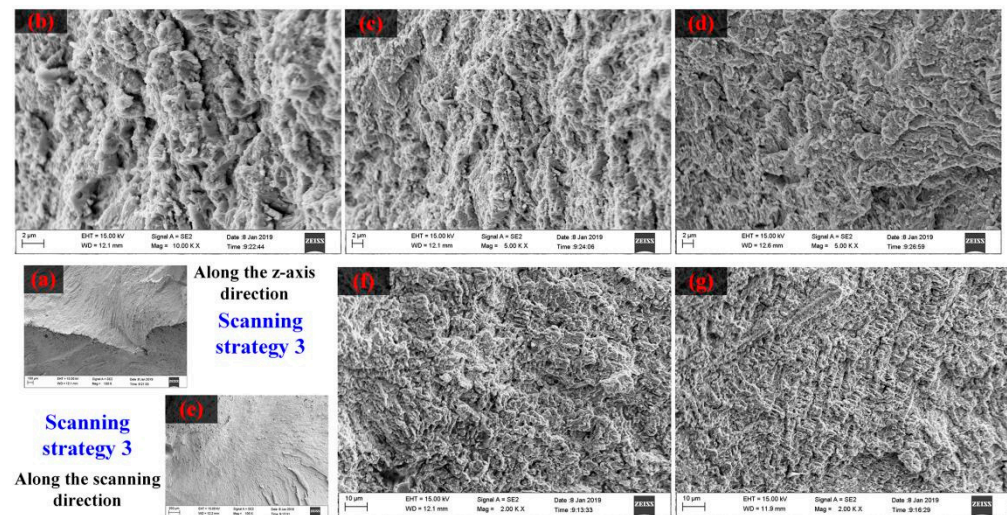 (b)
2 µm
EHT = 15.00 kV
Signal A = SE2
Date :8 Jan 2019
WD = 12.1 mm
Mag = 10.00 K X
Time :9:22:44
ZEISS
(c)
2 µm
EHT = 15.00 kV
Signal A = SE2
Date :8 Jan 2019
WD = 12.1 mm
Mag = 5.00 K X
Time :9:24:06
ZEISS
(d)
2 µm
EHT = 15.00 kV
Signal A = SE2
Date :8 Jan 2019
WD = 12.6 mm
Mag = 5.00 K X
Time :9:26:59
ZEISS
(a)
Along the z-axis
direction
Scanning
strategy 3
Scanning
strategy 3
Along the scanning
direction
(e)
(f)
10 µm
EHT = 15.00 kV
Signal A = SE2
Date :8 Jan 2019
WD = 12.1 mm
Mag = 2.00 K X
Time :9:13:33
ZEISS
(g)
10 µm
EHT = 15.00 kV
Signal A = SE2
Date :8 Jan 2019
WD = 11.9 mm
Mag = 2.00 K X
Time :9:16:29
ZEISS